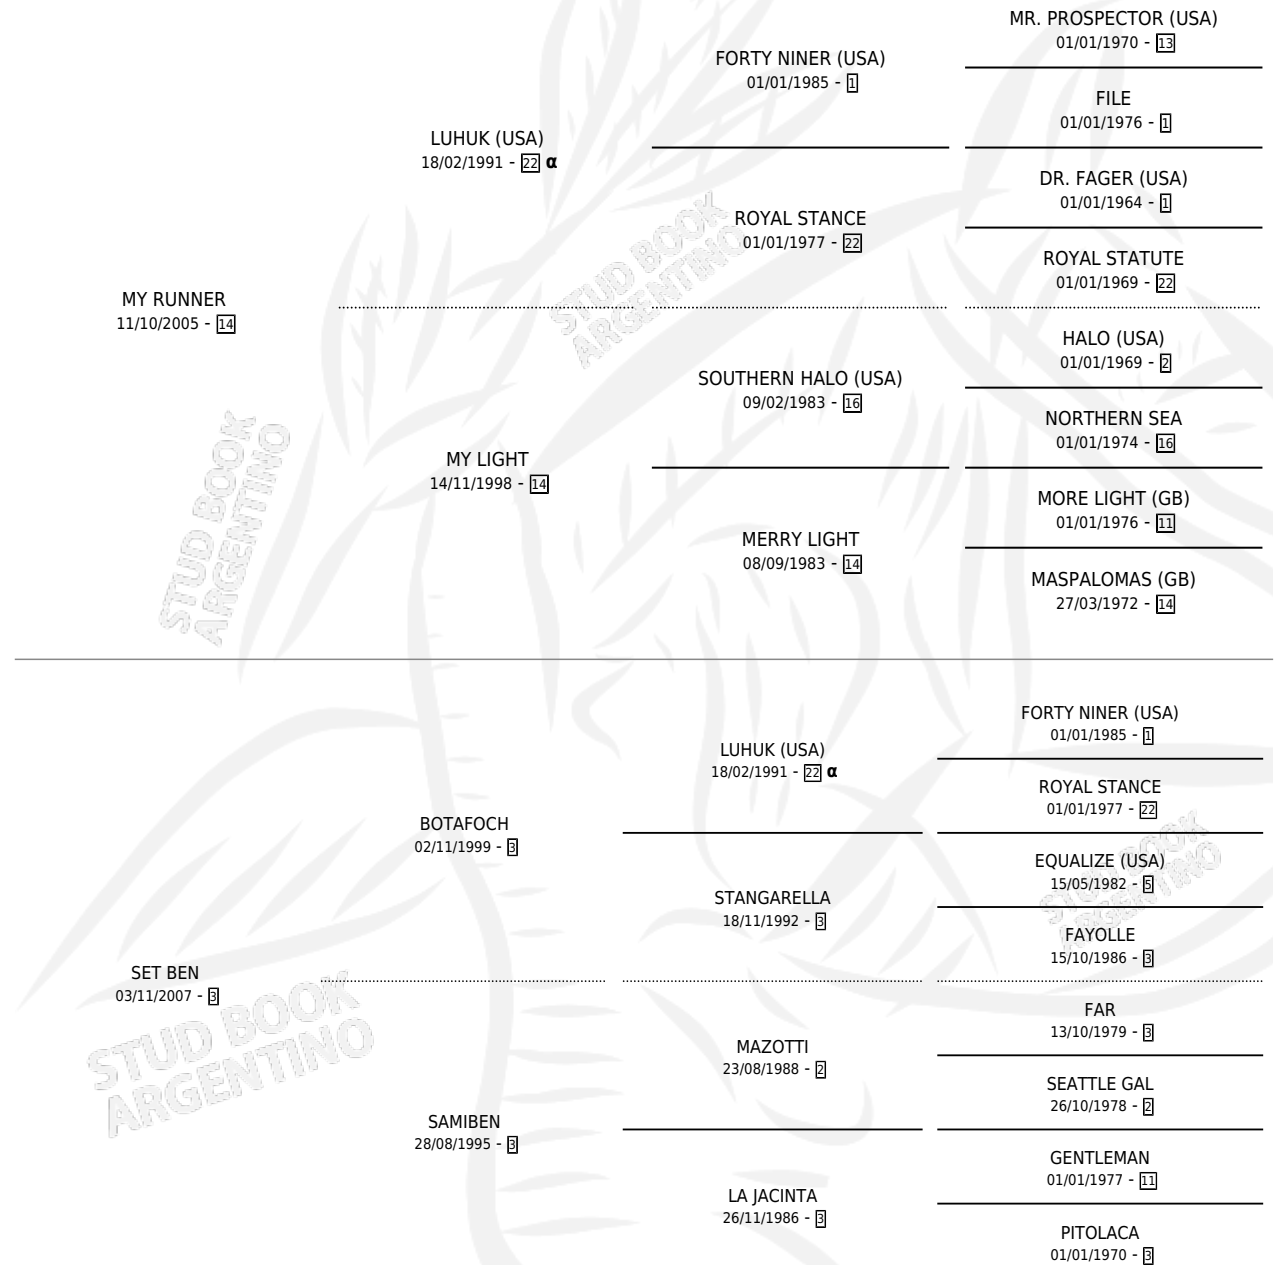 MR. PROSPECTOR (USA)
01/01/1970 - 13
FORTY NINER (USA)
01/01/1985 - 1
FILE
01/01/1976 - 1
LUHUK (USA)
18/02/1991 - 22 α
DR. FAGER (USA)
01/01/1964 - 1
ROYAL STANCE
01/01/1977 - 22
ROYAL STATUTE
01/01/1969 - 22
MY RUNNER
11/10/2005 - 14
HALO (USA)
01/01/1969 - 2
SOUTHERN HALO (USA)
09/02/1983 - 16
NORTHERN SEA
01/01/1974 - 16
MY LIGHT
14/11/1998 - 14
MORE LIGHT (GB)
01/01/1976 - 11
MERRY LIGHT
08/09/1983 - 14
MASPALOMAS (GB)
27/03/1972 - 14
FORTY NINER (USA)
01/01/1985 - 1
LUHUK (USA)
18/02/1991 - 22 α
ROYAL STANCE
01/01/1977 - 22
BOTAFOCH
02/11/1999 - 3
EQUALIZE (USA)
15/05/1982 - 5
STANGARELLA
18/11/1992 - 3
FAYOLLE
15/10/1986 - 3
SET BEN
03/11/2007 - 3
FAR
13/10/1979 - 3
MAZOTTI
23/08/1988 - 2
SEATTLE GAL
26/10/1978 - 2
SAMIBEN
28/08/1995 - 3
GENTLEMAN
01/01/1977 - 11
LA JACINTA
26/11/1986 - 3
PITOLACA
01/01/1970 - 3
STUD BOOK
ARGENTINO
STUD BOOK
ARGENTINO
STUD BOOK
ARGENTINO
STUD BOOK
ARGENTINO